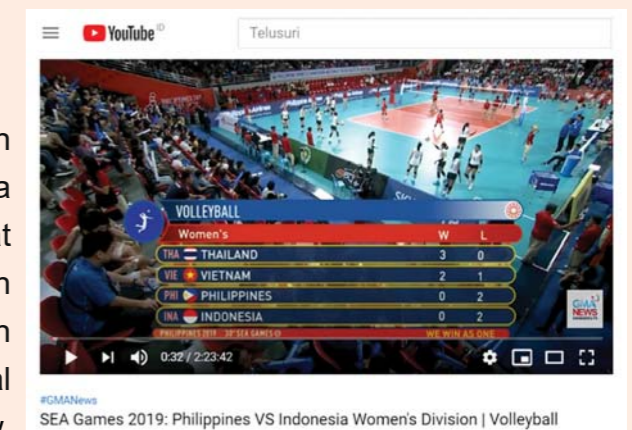 YouTube ID
Telusuri
VOLLEYBALL
Women's W L
THA THAILAND 3 0
VIE VIETNAM 2 1
PHI PHILIPPINES 0 2
INA INDONESIA 0 2
PHILIPPINES 2019 30th SEA GAMES WE WIN AS ONE
GMA
NEWS
0:32 / 2:23:42
#GMANews
SEA Games 2019: Philippines VS Indonesia Women's Division | Volleyball
n
a
at
n
n
al